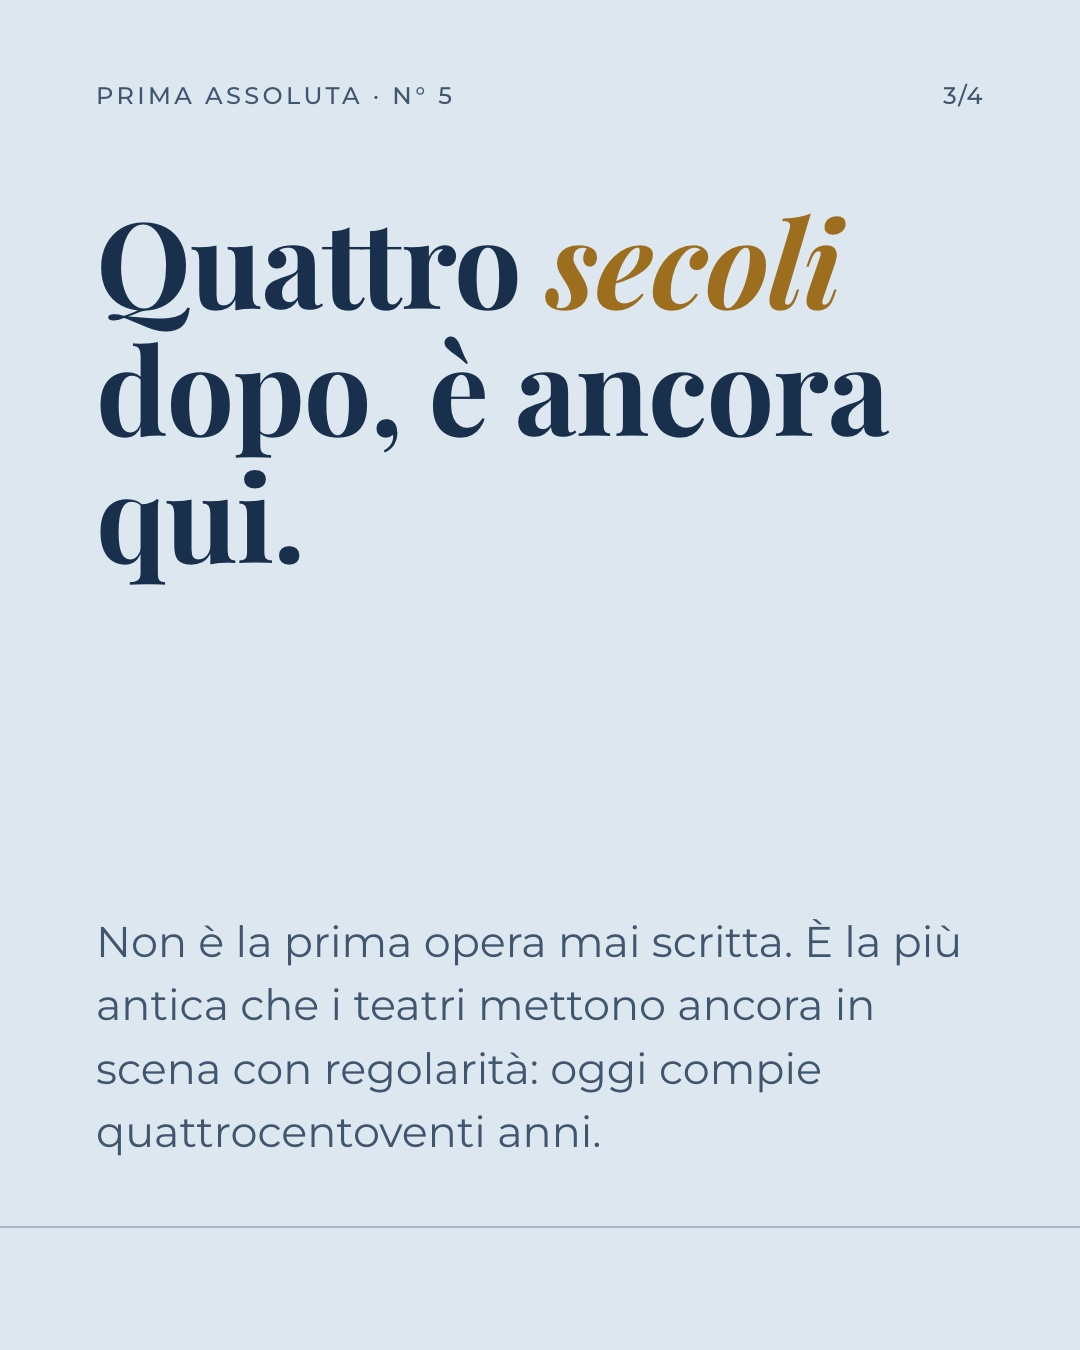 PRIMA ASSOLUTA · N° 5
3/4
Quattro secoli
dopo, è ancora
qui.
Non è la prima opera mai scritta. È la più
antica che i teatri mettono ancora in
scena con regolarità: oggi compie
quattrocentoventi anni.